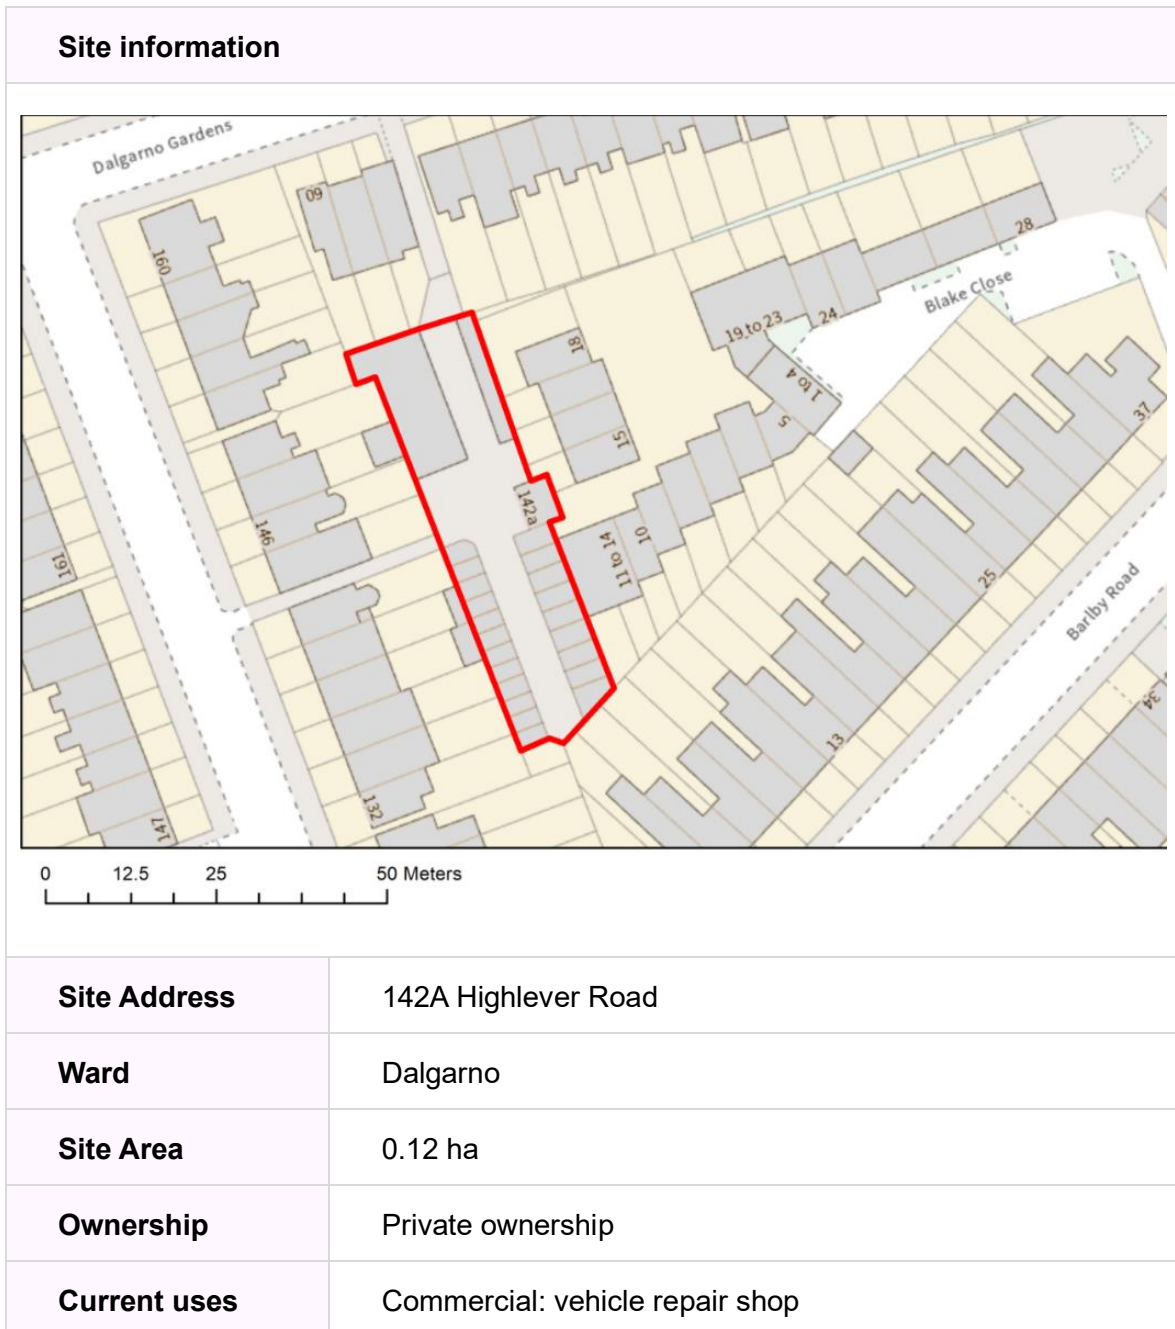 Site information
Dalgarno Gardens
60
160
28
Blake Close
19 to 23
24
18
1 to 4
5
37
15
142a
10
11 to 14
146
161
25
Barlby Road
34
13
132
147
0 12.5 25 50 Meters
Site Address 142A Highlever Road
Ward Dalgarno
Site Area 0.12 ha
Ownership Private ownership
Current uses Commercial: vehicle repair shop